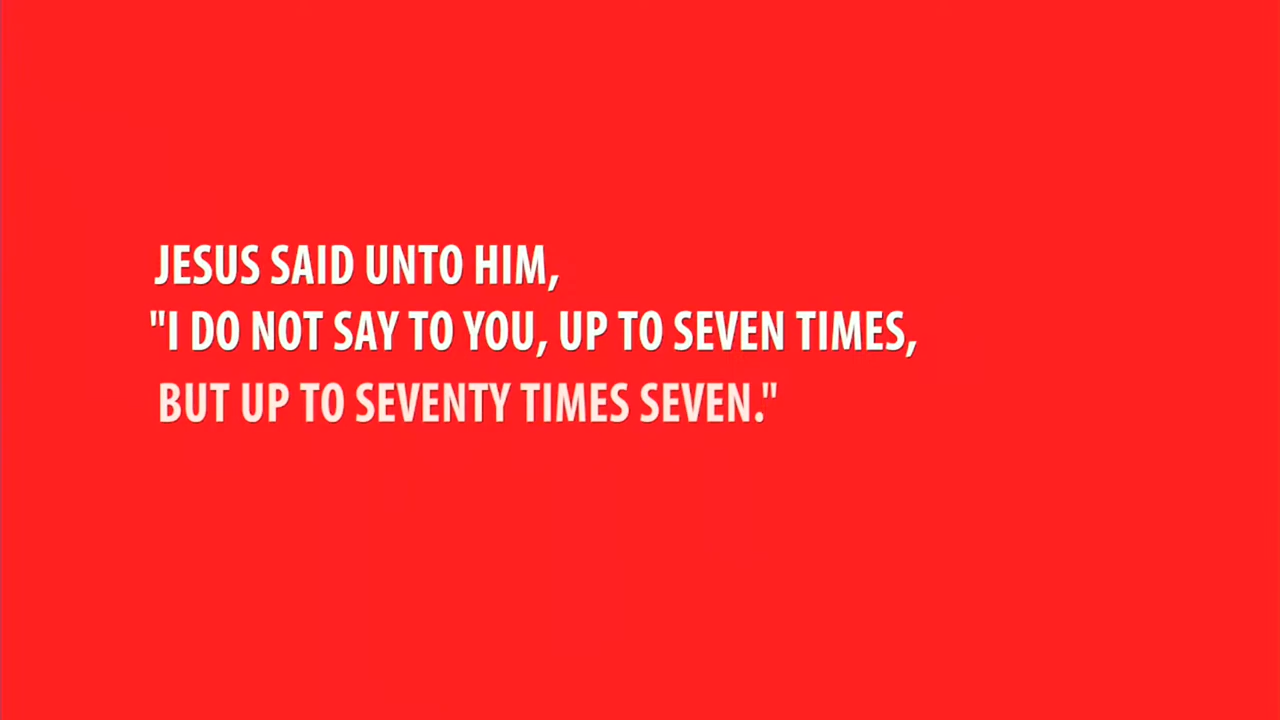 JESUS SAID UNTO HIM,
"I DO NOT SAY TO YOU, UP TO SEVEN TIMES,
BUT UP TO SEVENTY TIMES SEVEN."